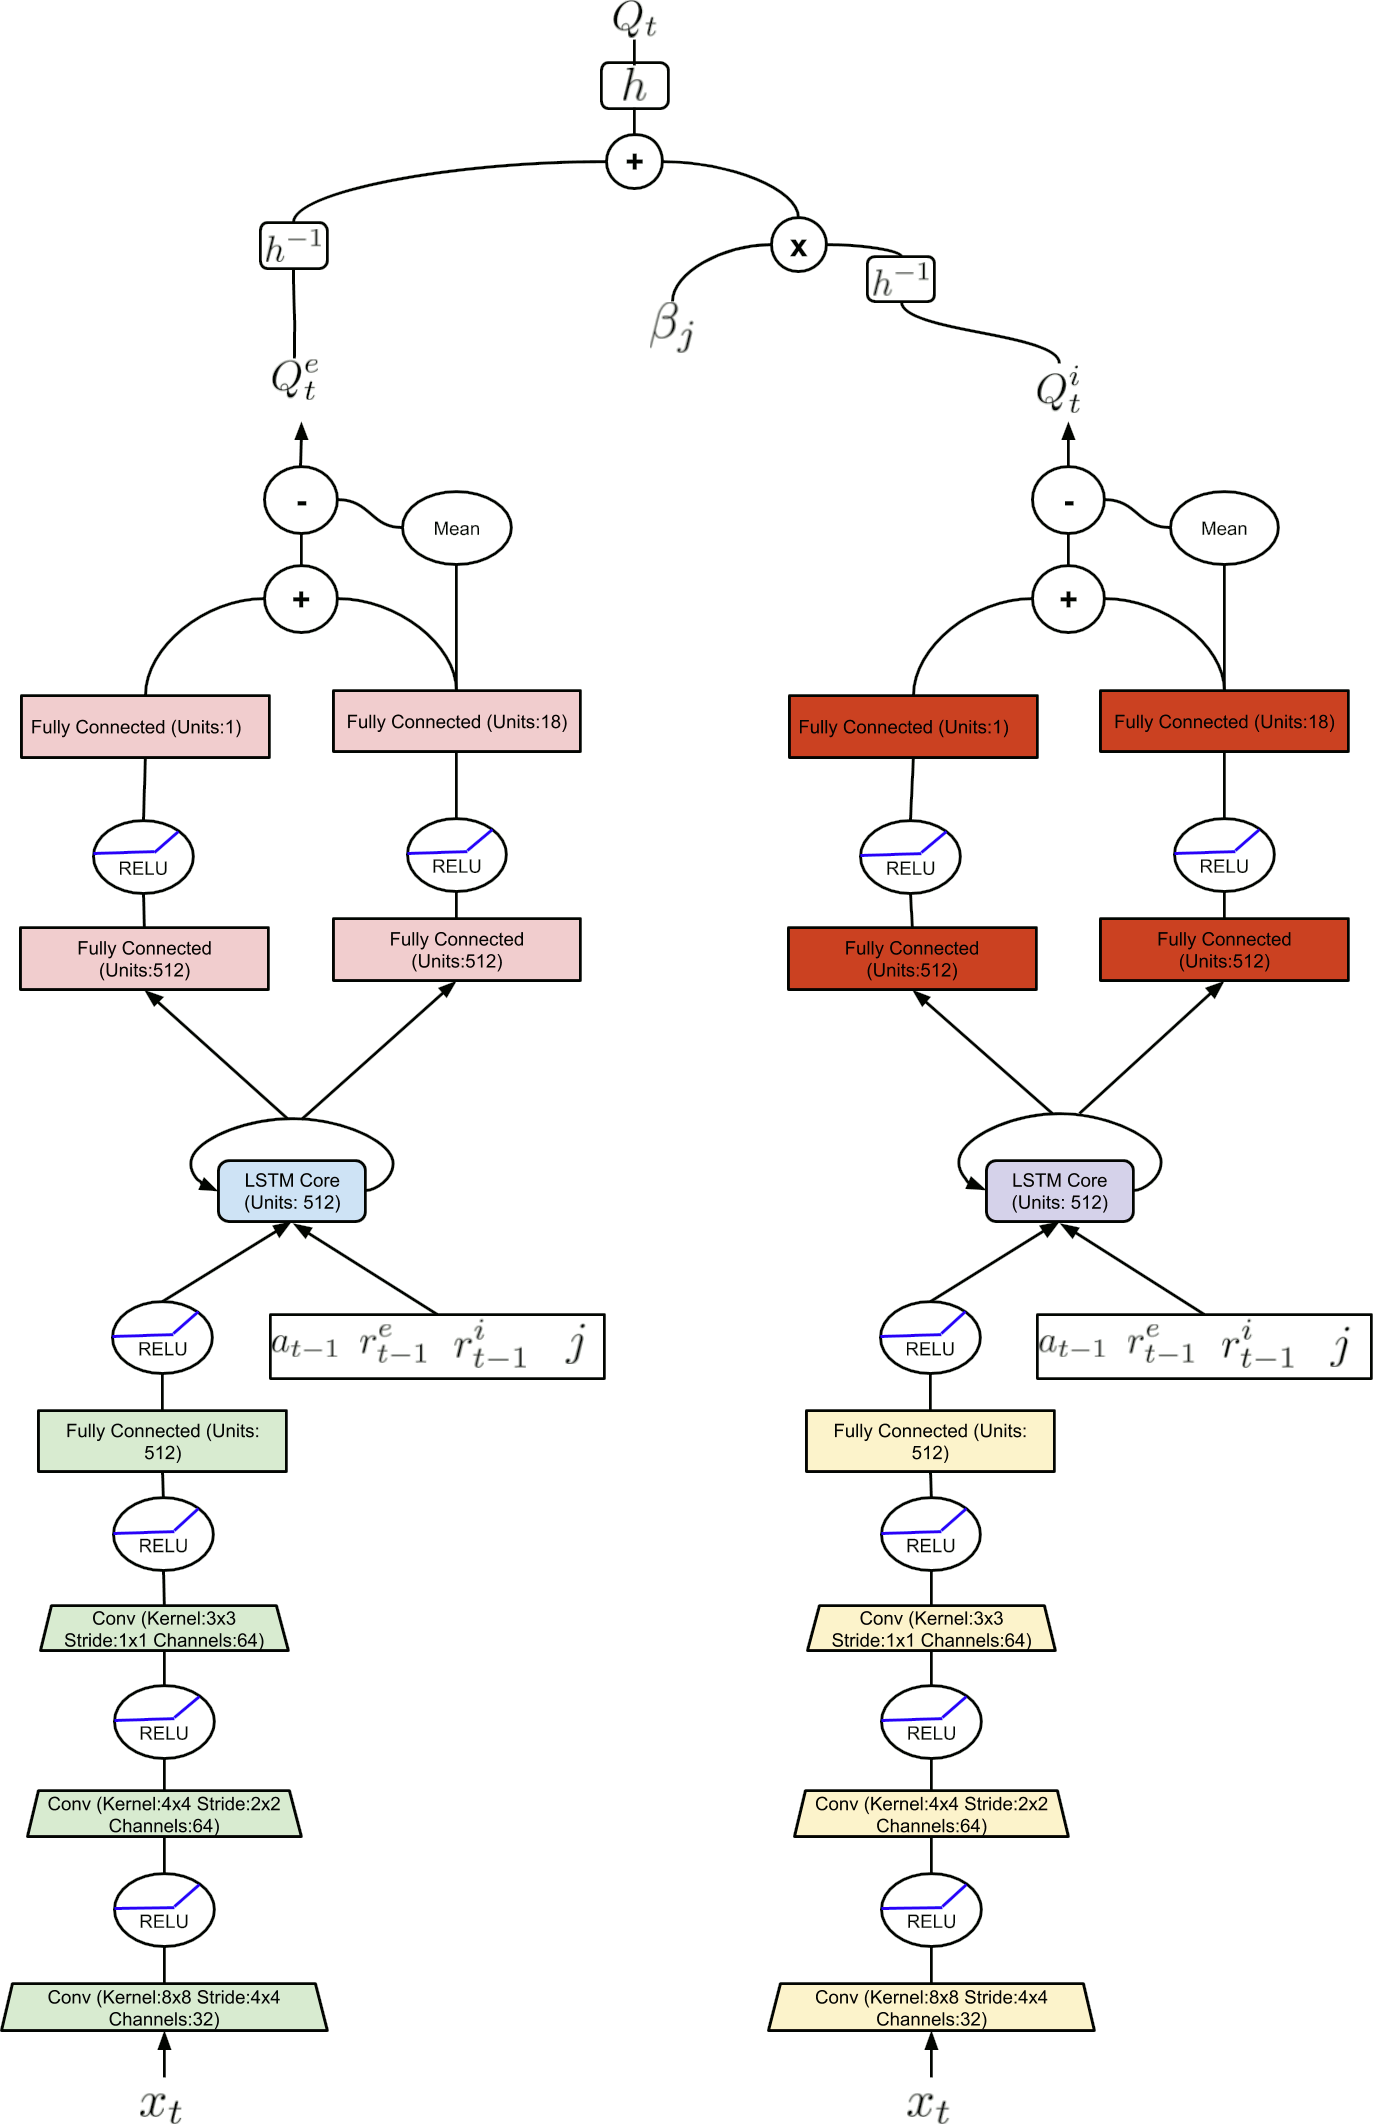 Q_t
h
+
h^{-1}
x
h^{-1}
β_j
Q_t^e
Q_t^i
-
Mean
-
Mean
+
+
Fully Connected (Units:1)
Fully Connected (Units:18)
Fully Connected (Units:1)
Fully Connected (Units:18)
RELU
RELU
RELU
RELU
Fully Connected
(Units:512)
Fully Connected
(Units:512)
Fully Connected
(Units:512)
Fully Connected
(Units:512)
LSTM Core
(Units: 512)
LSTM Core
(Units: 512)
RELU
a_{t-1} r_{t-1}^e r_{t-1}^i j
RELU
a_{t-1} r_{t-1}^e r_{t-1}^i j
Fully Connected (Units:
512)
Fully Connected (Units:
512)
RELU
RELU
Conv (Kernel:3x3
Stride:1x1 Channels:64)
Conv (Kernel:3x3
Stride:1x1 Channels:64)
RELU
RELU
Conv (Kernel:4x4 Stride:2x2
Channels:64)
Conv (Kernel:4x4 Stride:2x2
Channels:64)
RELU
RELU
Conv (Kernel:8x8 Stride:4x4
Channels:32)
Conv (Kernel:8x8 Stride:4x4
Channels:32)
x_t
x_t